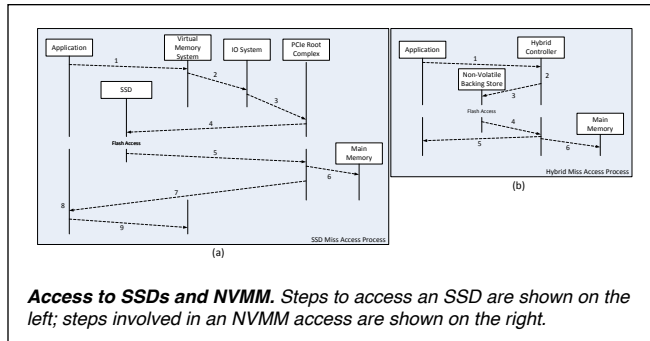 Application
Virtual
Memory
System
IO System
PCIe Root
Complex
1
2
3
SSD
4
Flash Access
5
Main
Memory
6
7
8
9
(a)
SSD Miss Access Process
Application
Hybrid
Controller
1
2
Non-Volatile
Backing Store
3
Flash Access
4
Main
Memory
5
6
(b)
Hybrid Miss Access Process
Access to SSDs and NVMM. Steps to access an SSD are shown on the
left; steps involved in an NVMM access are shown on the right.